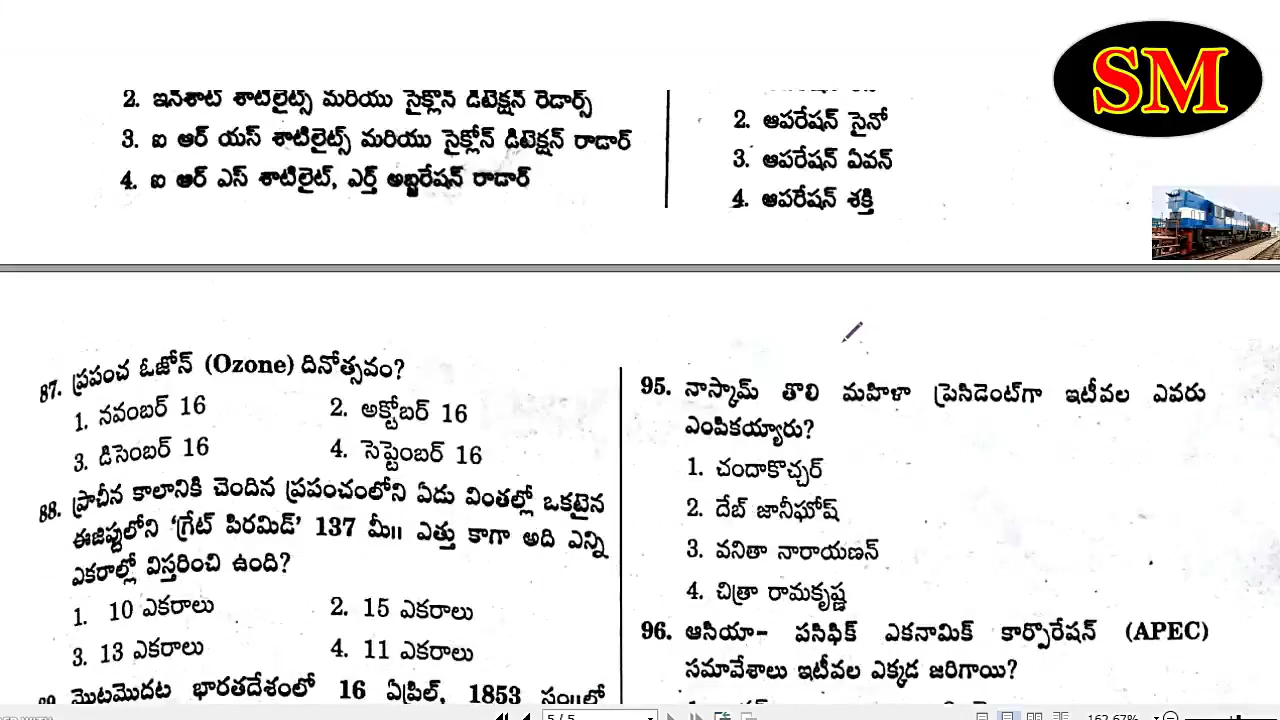 SM
2. ఇన్‌శాట్ శాటిలైట్స్ మరియు సైక్లోన్ డిటెక్షన్ రెడార్స్
3. ఐ ఆర్ యస్ శాటిలైట్స్ మరియు సైక్లోన్ డిటెక్షన్ రాడార్
4. ఐ ఆర్ ఎస్ శాటిలైట్, ఎర్త్ అబ్జరేషన్ రాడార్
2. ఆపరేషన్ సైనో
3. ఆపరేషన్ ఏవన్
4. ఆపరేషన్ శక్తి
87. ప్రపంచ ఓజోన్ (Ozone) దినోత్సవం?
1. నవంబర్ 16 2. అక్టోబర్ 16
3. డిసెంబర్ 16 4. సెప్టెంబర్ 16
88. ప్రాచీన కాలానికి చెందిన ప్రపంచంలోని ఏడు వింతల్లో ఒకటైన
ఈజిప్టులోని ‘గ్రేట్ పిరమిడ్’ 137 మీ॥ ఎత్తు కాగా అది ఎన్ని
ఎకరాల్లో విస్తరించి ఉంది?
1. 10 ఎకరాలు 2. 15 ఎకరాలు
3. 13 ఎకరాలు 4. 11 ఎకరాలు
మొటమొదట భారతదేశంలో 16 ఏప్రిల్, 1853 సం॥లో
95. నాస్కామ్ తొలి మహిళా ప్రెసిడెంట్‌గా ఇటీవల ఎవరు
ఎంపికయ్యారు?
1. చందాకొచ్చర్
2. దేబ్ జానీఘోష్
3. వనితా నారాయణన్
4. చిత్రా రామకృష్ణ
96. ఆసియా- పసిఫిక్ ఎకనామిక్ కార్పొరేషన్ (APEC)
సమావేశాలు ఇటీవల ఎక్కడ జరిగాయి?
5 / 5
162.67%